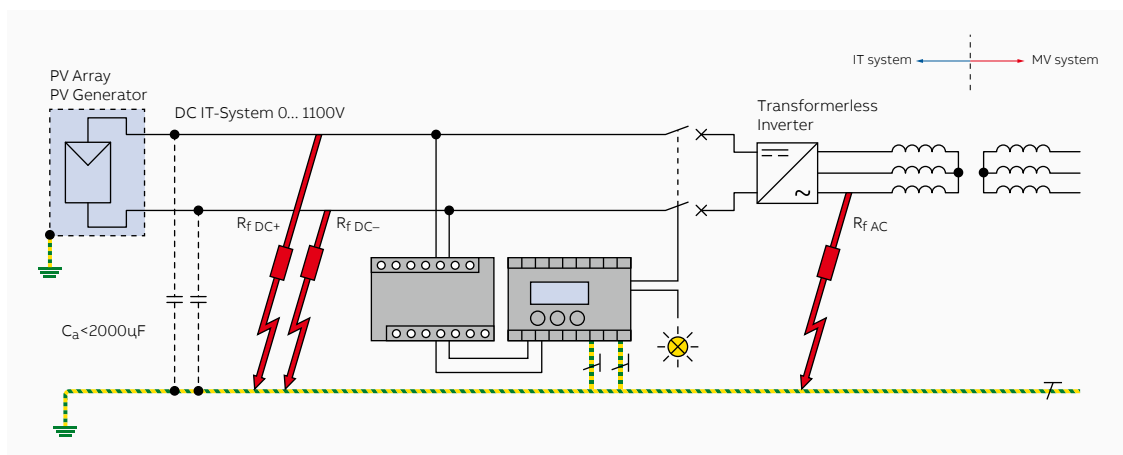 IT system
MV system
PV Array
PV Generator
DC IT-System 0... 1100V
Transformerless
Inverter
Rf DC+
Rf DC–
Rf AC
Ca<2000цF